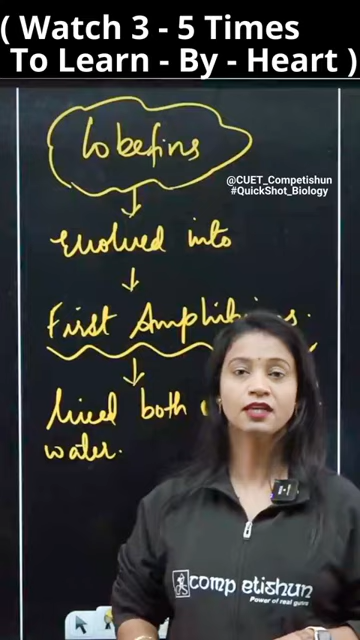 ( Watch 3 - 5 Times
To Learn - By - Heart )
Lobefins
@CUET_Competishun
#QuickShot_Biology
evolved into
First Amphibians.
lived both
water.
competishun
Power of real gurus